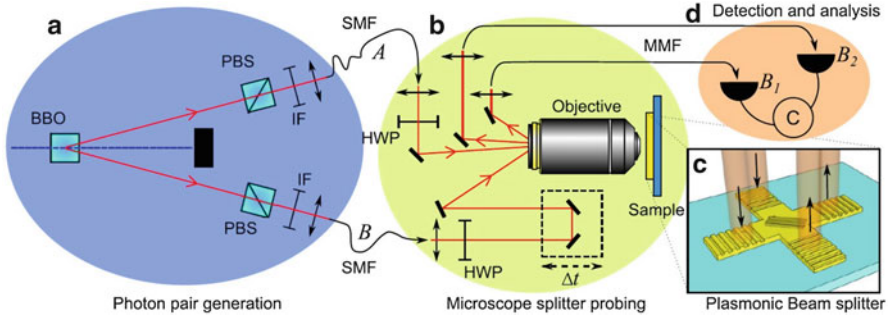 a
BBO
PBS
IF
PBS
IF
SMF
A
B
SMF
Photon pair generation
b
HWP
MMF
Objective
Sample
HWP
Δt
Microscope splitter probing
d
Detection and analysis
B1
B2
C
c
Plasmonic Beam splitter